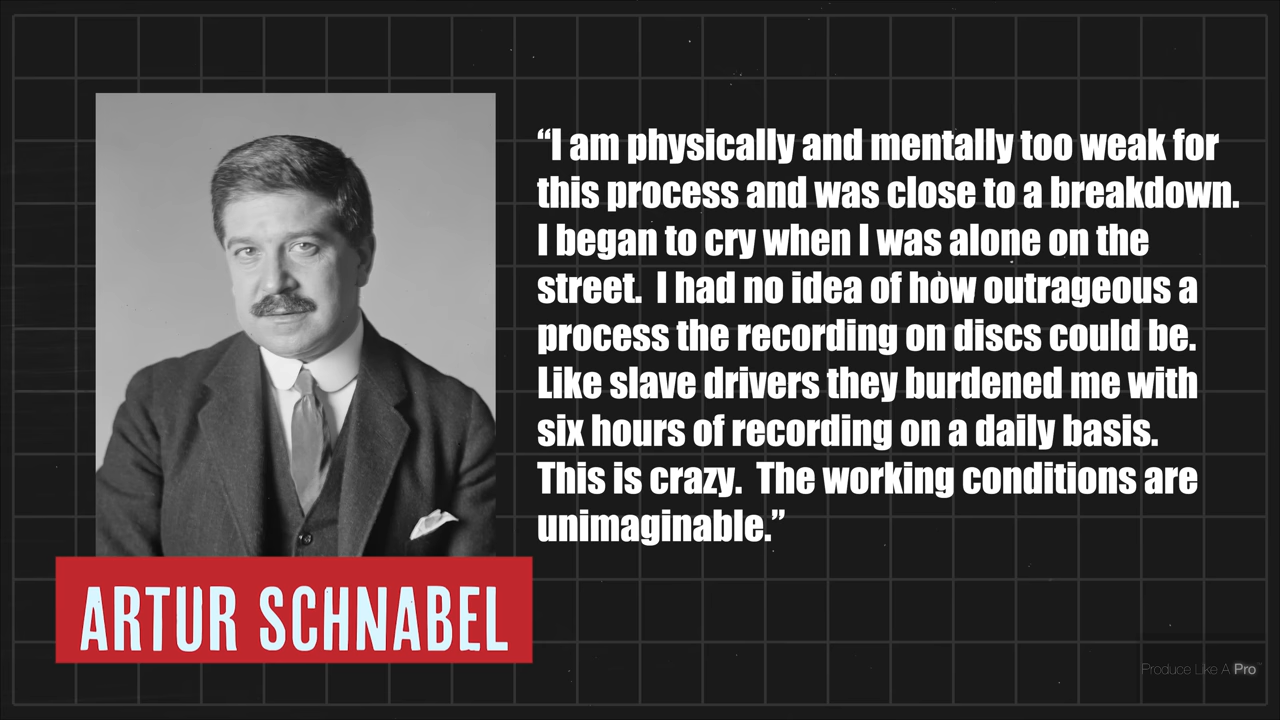 “I am physically and mentally too weak for
this process and was close to a breakdown.
I began to cry when I was alone on the
street.  I had no idea of how outrageous a
process the recording on discs could be.
Like slave drivers they burdened me with
six hours of recording on a daily basis.
This is crazy.  The working conditions are
unimaginable.”
ARTUR SCHNABEL
Produce Like A Pro™